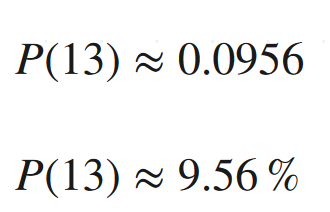 P(13) ≈ 0.0956
P(13) ≈ 9.56 %